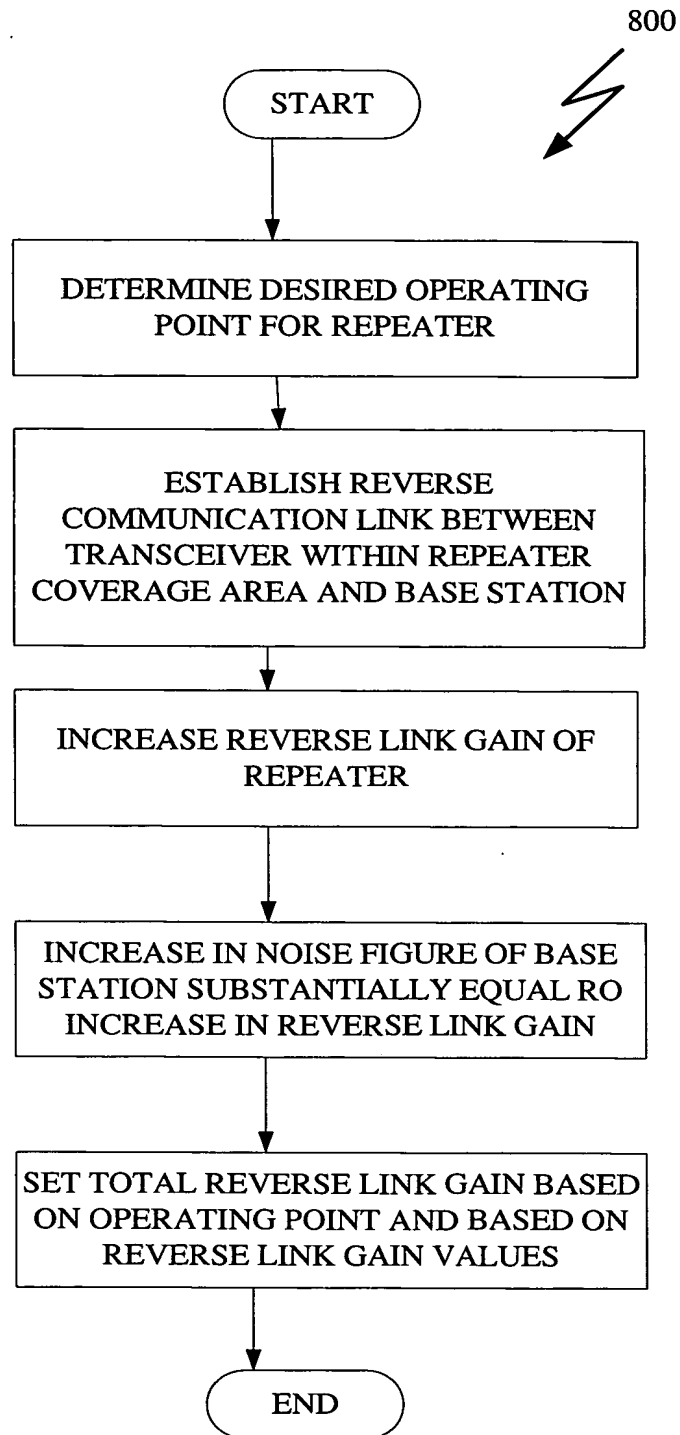 800
START
DETERMINE DESIRED OPERATING
POINT FOR REPEATER
ESTABLISH REVERSE
COMMUNICATION LINK BETWEEN
TRANSCEIVER WITHIN REPEATER
COVERAGE AREA AND BASE STATION
INCREASE REVERSE LINK GAIN OF
REPEATER
INCREASE IN NOISE FIGURE OF BASE
STATION SUBSTANTIALLY EQUAL RO
INCREASE IN REVERSE LINK GAIN
SET TOTAL REVERSE LINK GAIN BASED
ON OPERATING POINT AND BASED ON
REVERSE LINK GAIN VALUES
END